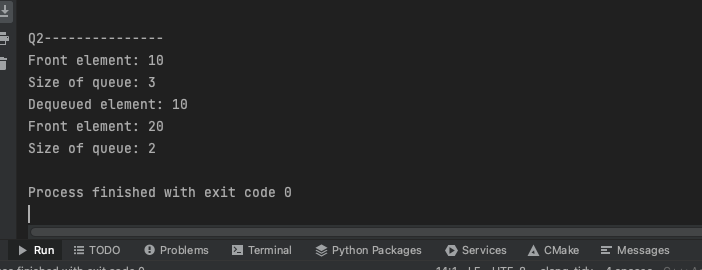 Q2---------------
Front element: 10
Size of queue: 3
Dequeued element: 10
Front element: 20
Size of queue: 2
Process finished with exit code 0
Run TODO Problems Terminal Python Packages Services CMake Messages
finished with exit code 0 14:1 LF UTF-8 clang-tidy 4 spaces